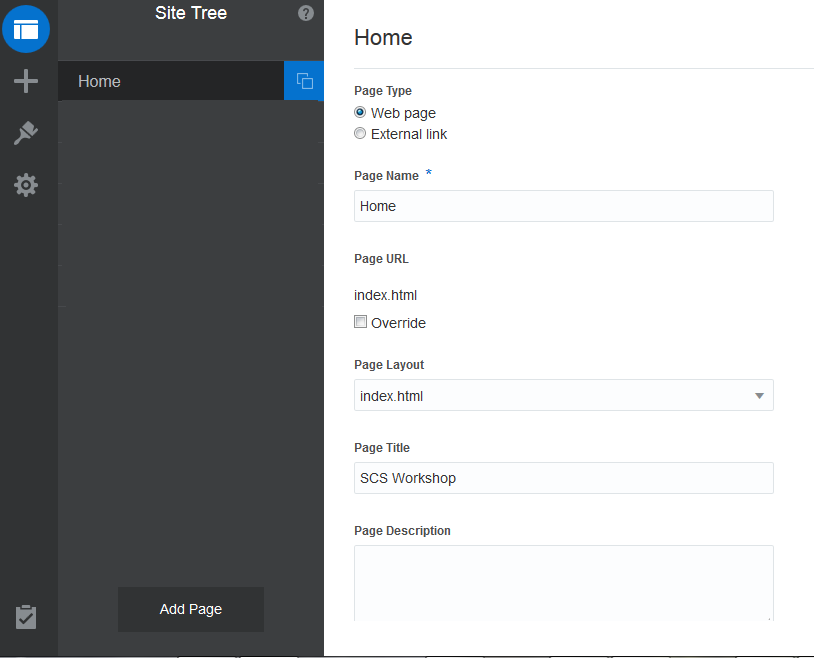 Site Tree
?
Home
Add Page
Home
Page Type
Web page
External link
Page Name *
Home
Page URL
index.html
Override
Page Layout
index.html
Page Title
SCS Workshop
Page Description